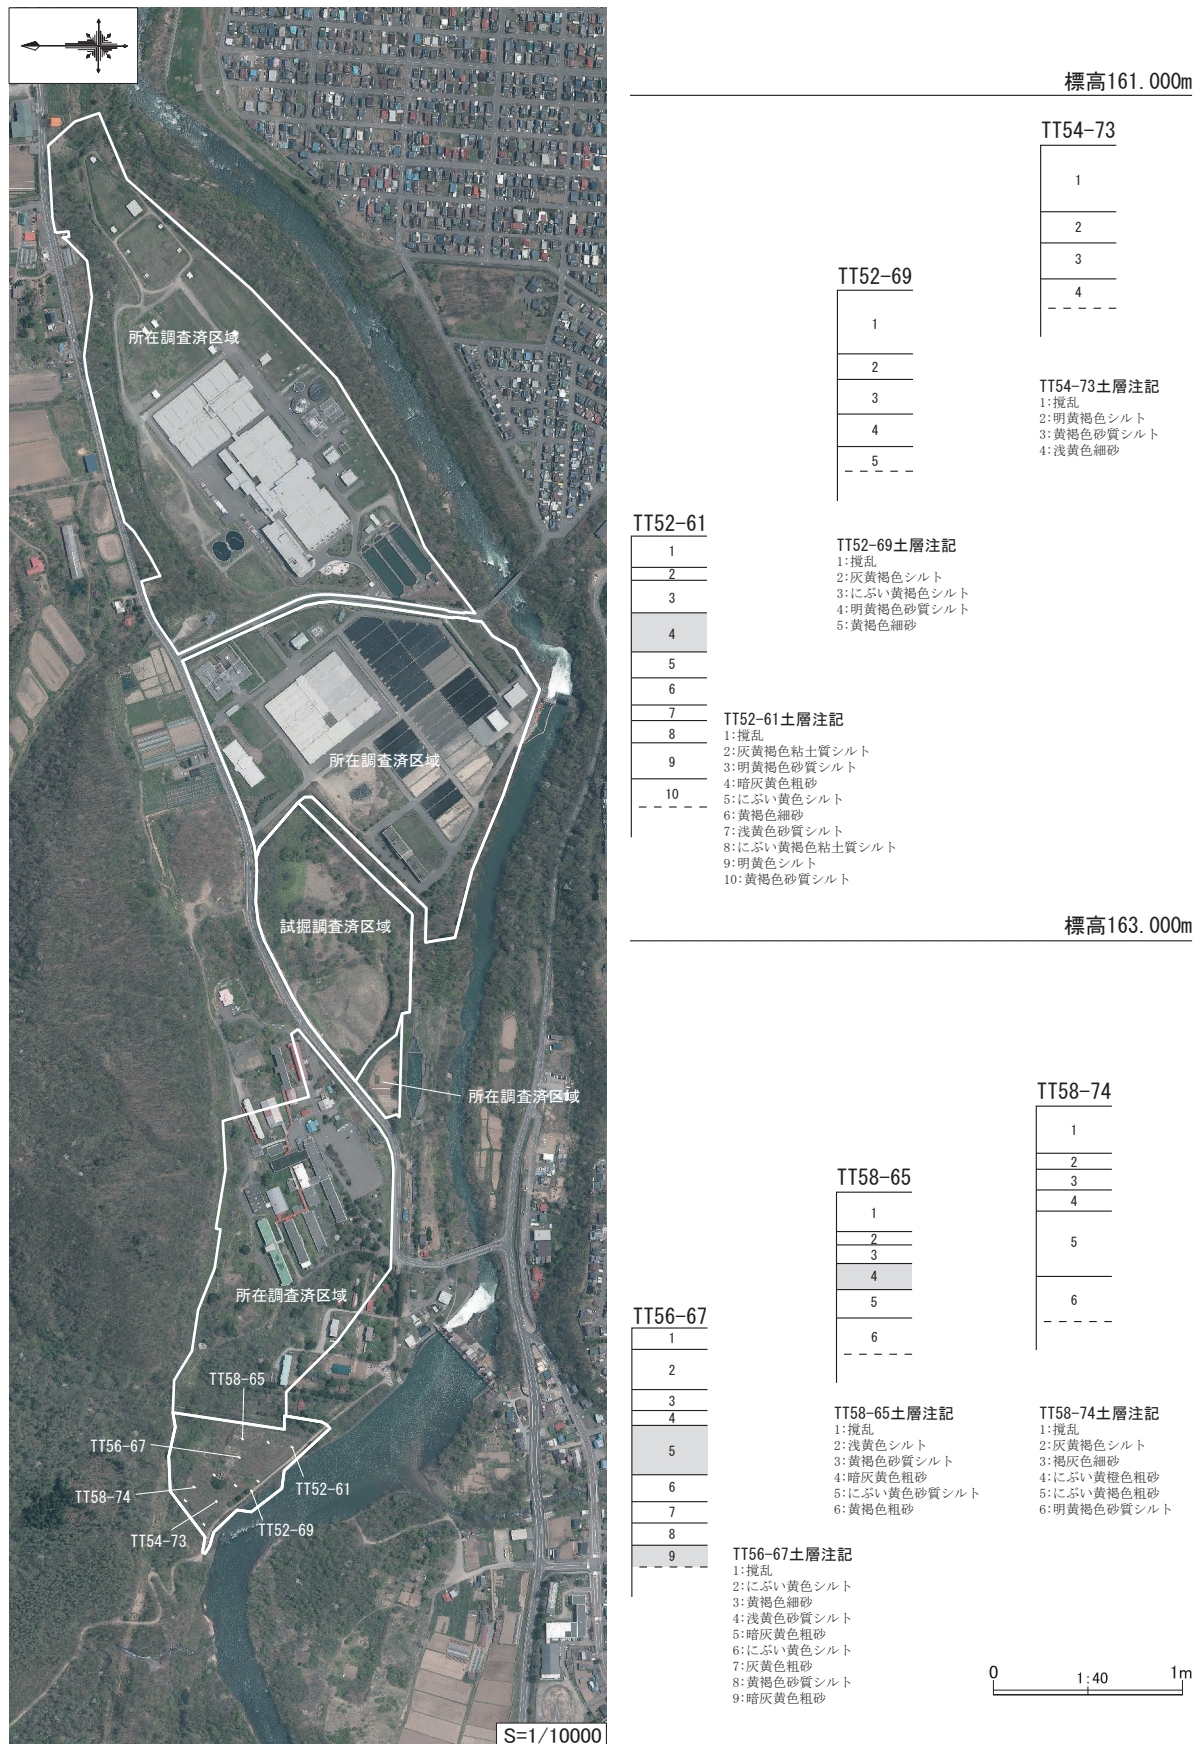 所在調査済区域
所在調査済区域
試掘調査済区域
所在調査済区域
所在調査済区域
TT58-65
TT56-67
TT58-74
TT54-73
TT52-61
TT52-69
S=1/10000
標高161.000m
TT54-73
1
2
3
4
TT54-73土層注記
1:撹乱
2:明黄褐色シルト
3:黄褐色砂質シルト
4:浅黄色細砂
TT52-69
1
2
3
4
5
TT52-69土層注記
1:撹乱
2:灰黄褐色シルト
3:にぶい黄褐色シルト
4:明黄褐色砂質シルト
5:黄褐色細砂
TT52-61
1
2
3
4
5
6
7
8
9
10
TT52-61土層注記
1:撹乱
2:灰黄褐色粘土質シルト
3:明黄褐色砂質シルト
4:暗灰黄色粗砂
5:にぶい黄色シルト
6:黄褐色細砂
7:浅黄色砂質シルト
8:にぶい黄褐色粘土質シルト
9:明黄色シルト
10:黄褐色砂質シルト
標高163.000m
TT58-74
1
2
3
4
5
6
TT58-74土層注記
1:撹乱
2:灰黄褐色シルト
3:褐灰色細砂
4:にぶい黄橙色粗砂
5:にぶい黄褐色粗砂
6:明黄褐色砂質シルト
TT58-65
1
2
3
4
5
6
TT58-65土層注記
1:撹乱
2:浅黄色シルト
3:黄褐色砂質シルト
4:暗灰黄色粗砂
5:にぶい黄色砂質シルト
6:黄褐色粗砂
TT56-67
1
2
3
4
5
6
7
8
9
TT56-67土層注記
1:撹乱
2:にぶい黄色シルト
3:黄褐色細砂
4:浅黄色砂質シルト
5:暗灰黄色粗砂
6:にぶい黄色シルト
7:灰黄色粗砂
8:黄褐色砂質シルト
9:暗灰黄色粗砂
0 1:40 1m